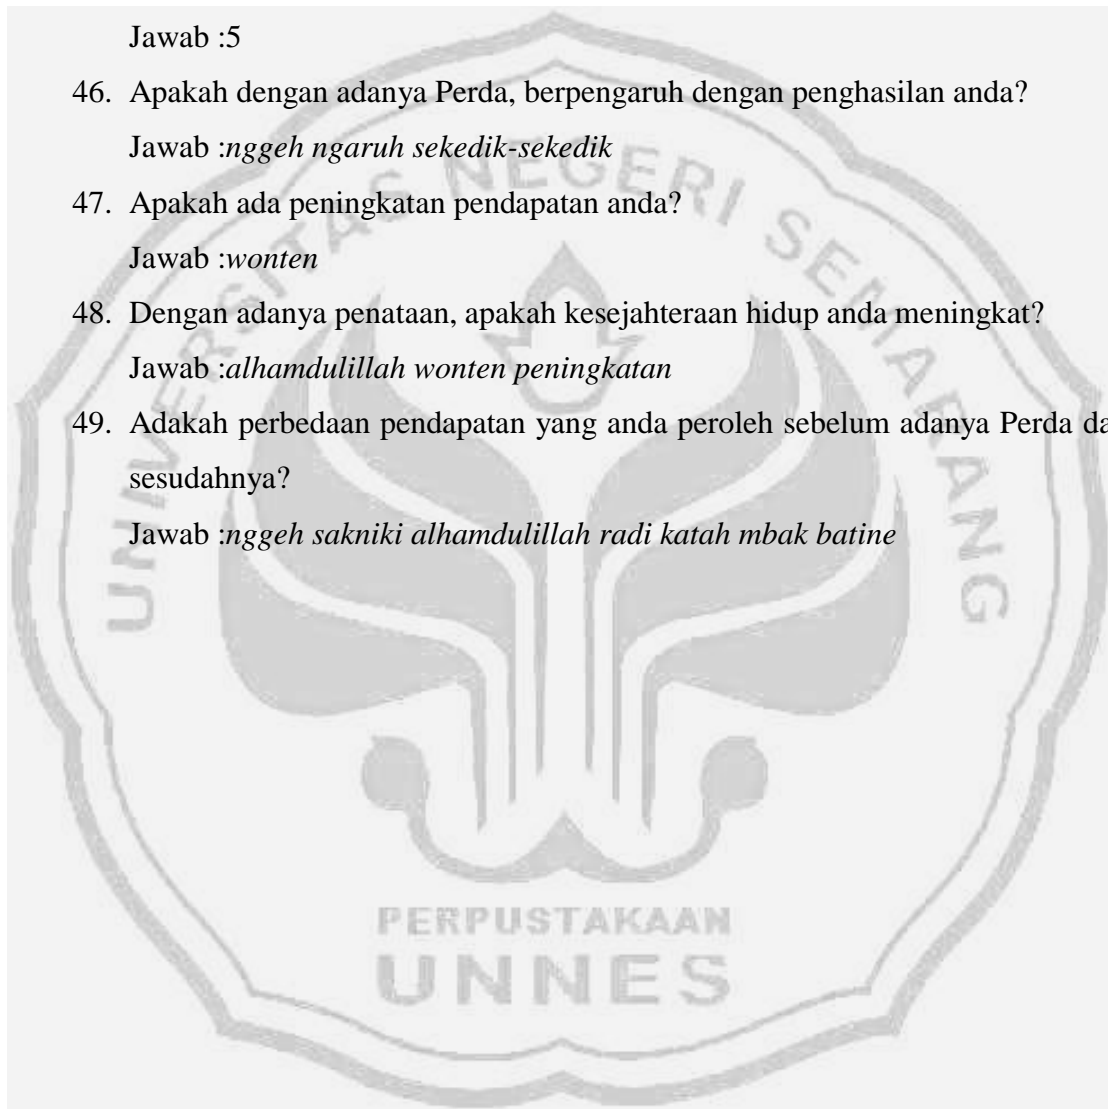 Jawab :5
46. Apakah dengan adanya Perda, berpengaruh dengan penghasilan anda?
Jawab :nggeh ngaruh sekedik-sekedik
47. Apakah ada peningkatan pendapatan anda?
Jawab :wonten
48. Dengan adanya penataan, apakah kesejahteraan hidup anda meningkat?
Jawab :alhamdulillah wonten peningkatan
49. Adakah perbedaan pendapatan yang anda peroleh sebelum adanya Perda da
sesudahnya?
Jawab :nggeh sakniki alhamdulillah radi katah mbak batine
UNIVERSITAS NEGERI SEMARANG
PERPUSTAKAAN
UNNES